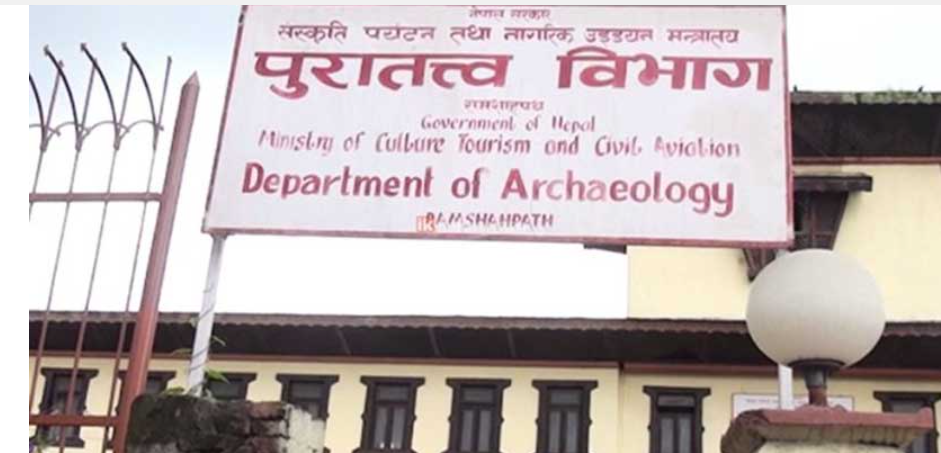 नेपाल सरकार
संस्कृति पर्यटन तथा नागरिक उड्डयन मन्त्रालय
पुरातत्त्व विभाग
रामशाहपथ
Government of Nepal
Ministry of Culture Tourism and Civil Aviation
Department of Archaeology
RAMSHAHPATH